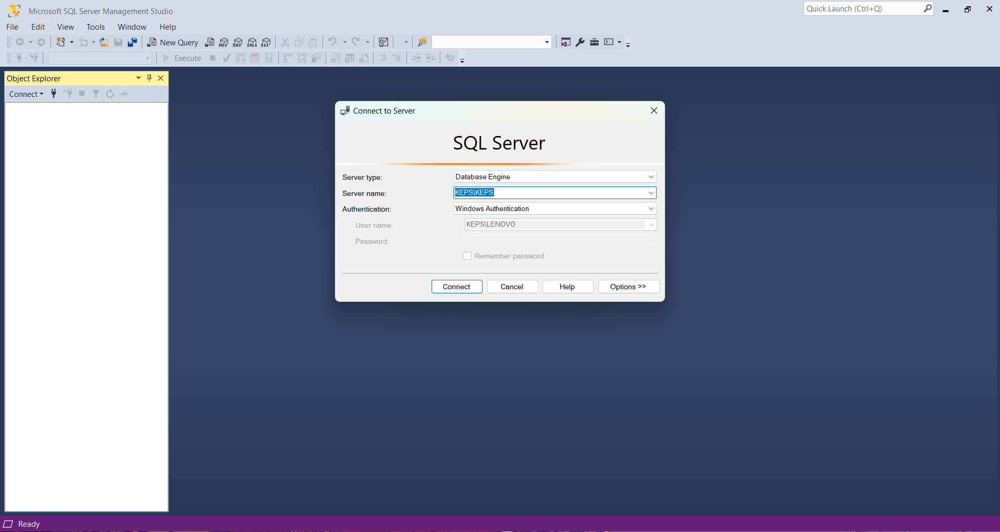 Microsoft SQL Server Management Studio
Quick Launch (Ctrl+Q)
File Edit View Tools Window Help
New Query MDX DMX XMLA DAX
Execute
Object Explorer
Connect
Connect to Server
SQL Server
Server type: Database Engine
Server name: KEPS\KEPS
Authentication: Windows Authentication
User name: KEPS\LENOVO
Password:
Remember password
Connect Cancel Help Options >>
Ready